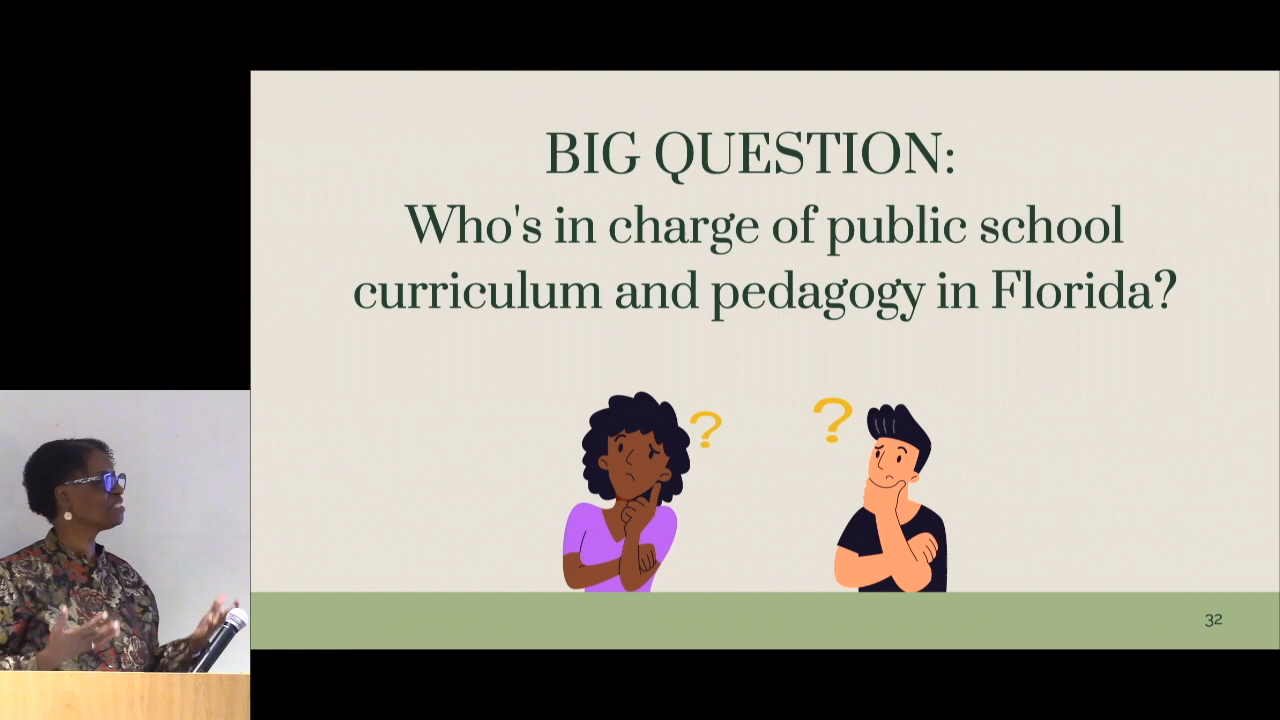 BIG QUESTION:
Who's in charge of public school
curriculum and pedagogy in Florida?
?
?
32